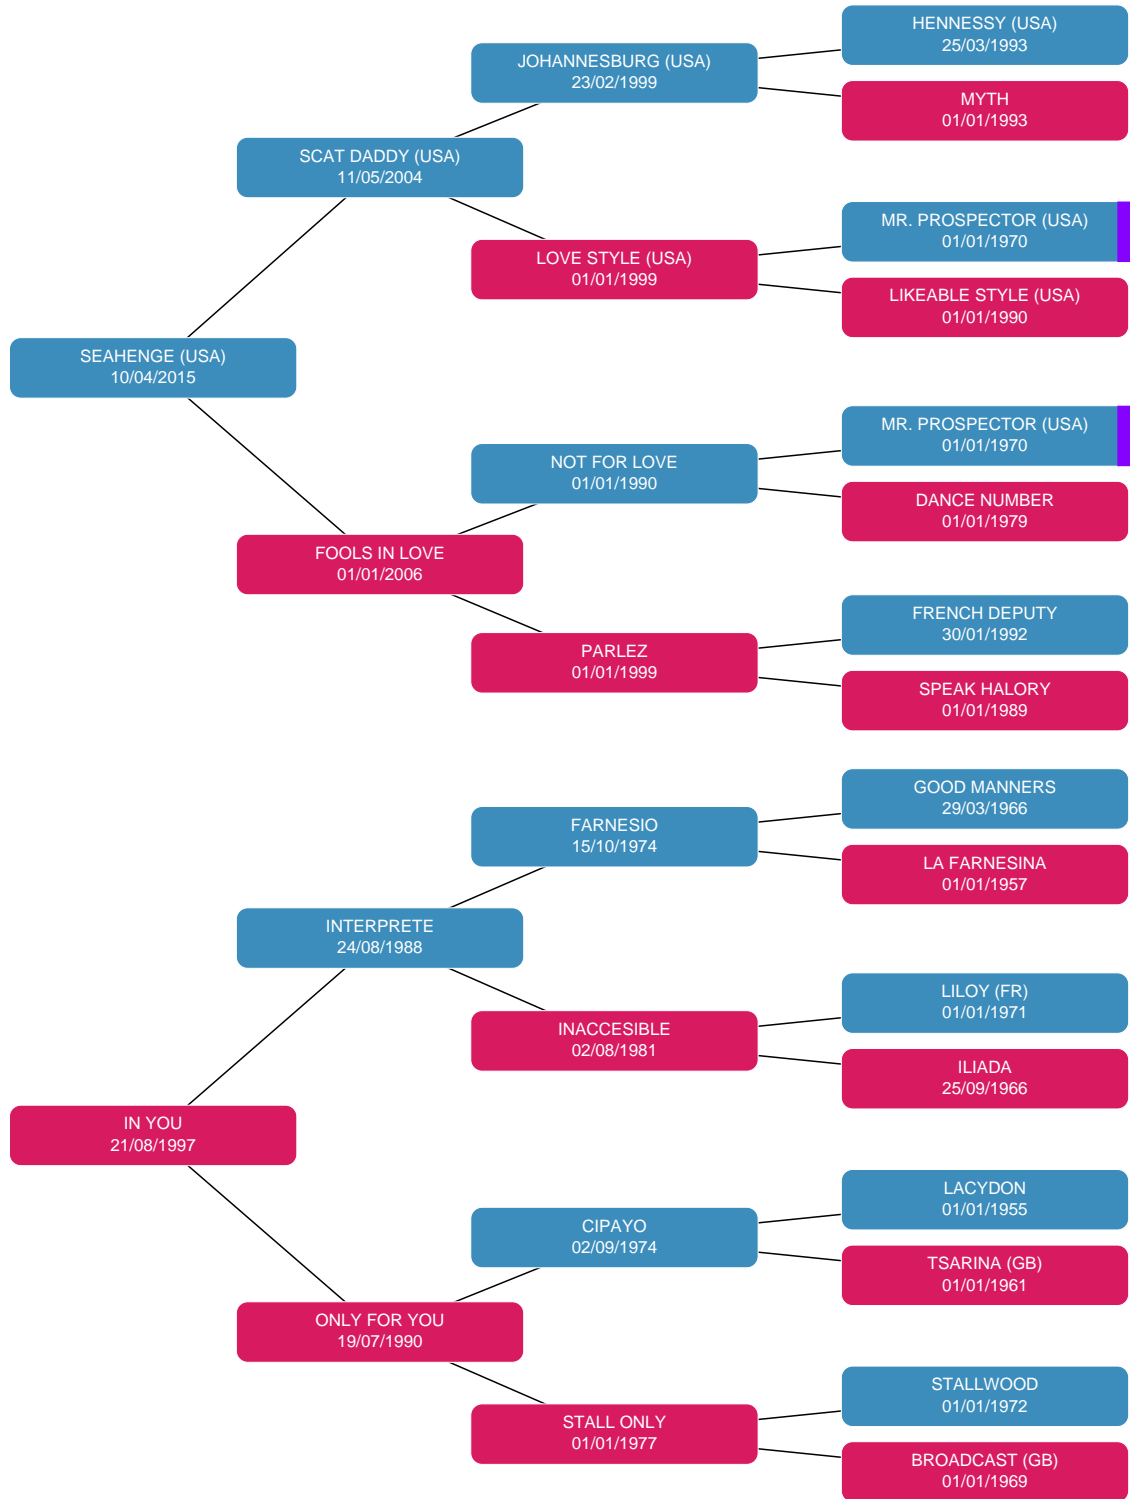 HENNESSY (USA)
25/03/1993
JOHANNESBURG (USA)
23/02/1999
MYTH
01/01/1993
SCAT DADDY (USA)
11/05/2004
MR. PROSPECTOR (USA)
01/01/1970
LOVE STYLE (USA)
01/01/1999
LIKEABLE STYLE (USA)
01/01/1990
SEAHENGE (USA)
10/04/2015
MR. PROSPECTOR (USA)
01/01/1970
NOT FOR LOVE
01/01/1990
DANCE NUMBER
01/01/1979
FOOLS IN LOVE
01/01/2006
FRENCH DEPUTY
30/01/1992
PARLEZ
01/01/1999
SPEAK HALORY
01/01/1989
GOOD MANNERS
29/03/1966
FARNESIO
15/10/1974
LA FARNESINA
01/01/1957
INTERPRETE
24/08/1988
LILOY (FR)
01/01/1971
INACCESIBLE
02/08/1981
ILIADA
25/09/1966
IN YOU
21/08/1997
LACYDON
01/01/1955
CIPAYO
02/09/1974
TSARINA (GB)
01/01/1961
ONLY FOR YOU
19/07/1990
STALLWOOD
01/01/1972
STALL ONLY
01/01/1977
BROADCAST (GB)
01/01/1969